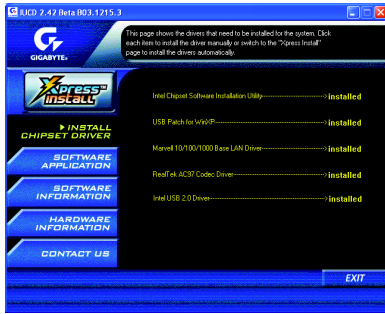 IUCD 2.42 Beta B03.1215.3
GIGABYTE
This page shows the drivers that need to be installed for the system. Click
each item to install the driver manually or switch to the "Xpress Install"
page to install the drivers automatically.
Xpress
INSTALL
INSTALL
CHIPSET DRIVER
SOFTWARE
APPLICATION
SOFTWARE
INFORMATION
HARDWARE
INFORMATION
CONTACT US
Intel Chipset Software Installation Utility-------------------->installed
USB Patch for WinXP-------------------->installed
Marvell 10/100/1000 Base LAN Driver-------------------->installed
RealTek AC97 Codec Driver-------------------->installed
Intel USB 2.0 Driver-------------------->installed
EXIT